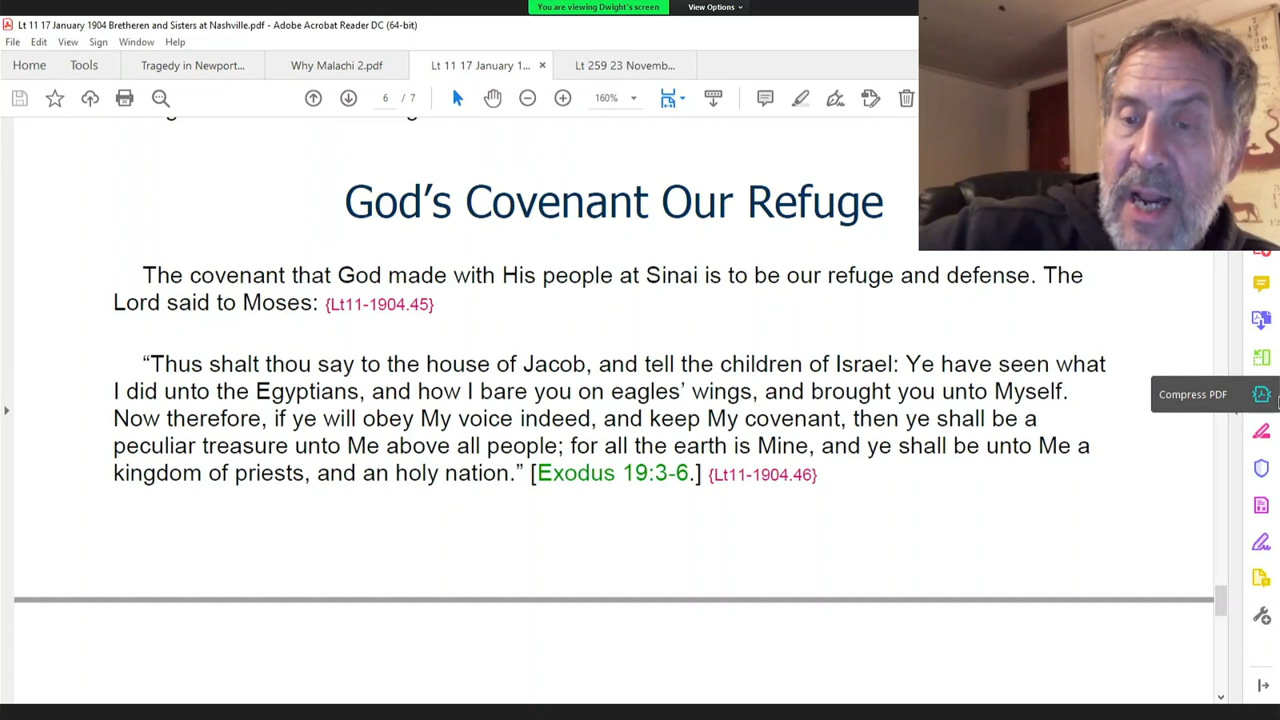 You are viewing Dwight's screen
View Options
Lt 11 17 January 1904 Bretheren and Sisters at Nashville.pdf - Adobe Acrobat Reader DC (64-bit)
File Edit View Sign Window Help
Home Tools Tragedy in Newport... Why Malachi 2.pdf Lt 11 17 January 1... × Lt 259 23 Novemb...
6 / 7 160%
God's Covenant Our Refuge
The covenant that God made with His people at Sinai is to be our refuge and defense. The
Lord said to Moses: {Lt11-1904.45}
“Thus shalt thou say to the house of Jacob, and tell the children of Israel: Ye have seen what
I did unto the Egyptians, and how I bare you on eagles’ wings, and brought you unto Myself.
Now therefore, if ye will obey My voice indeed, and keep My covenant, then ye shall be a
peculiar treasure unto Me above all people; for all the earth is Mine, and ye shall be unto Me a
kingdom of priests, and an holy nation.” [Exodus 19:3-6.] {Lt11-1904.46}
Compress PDF